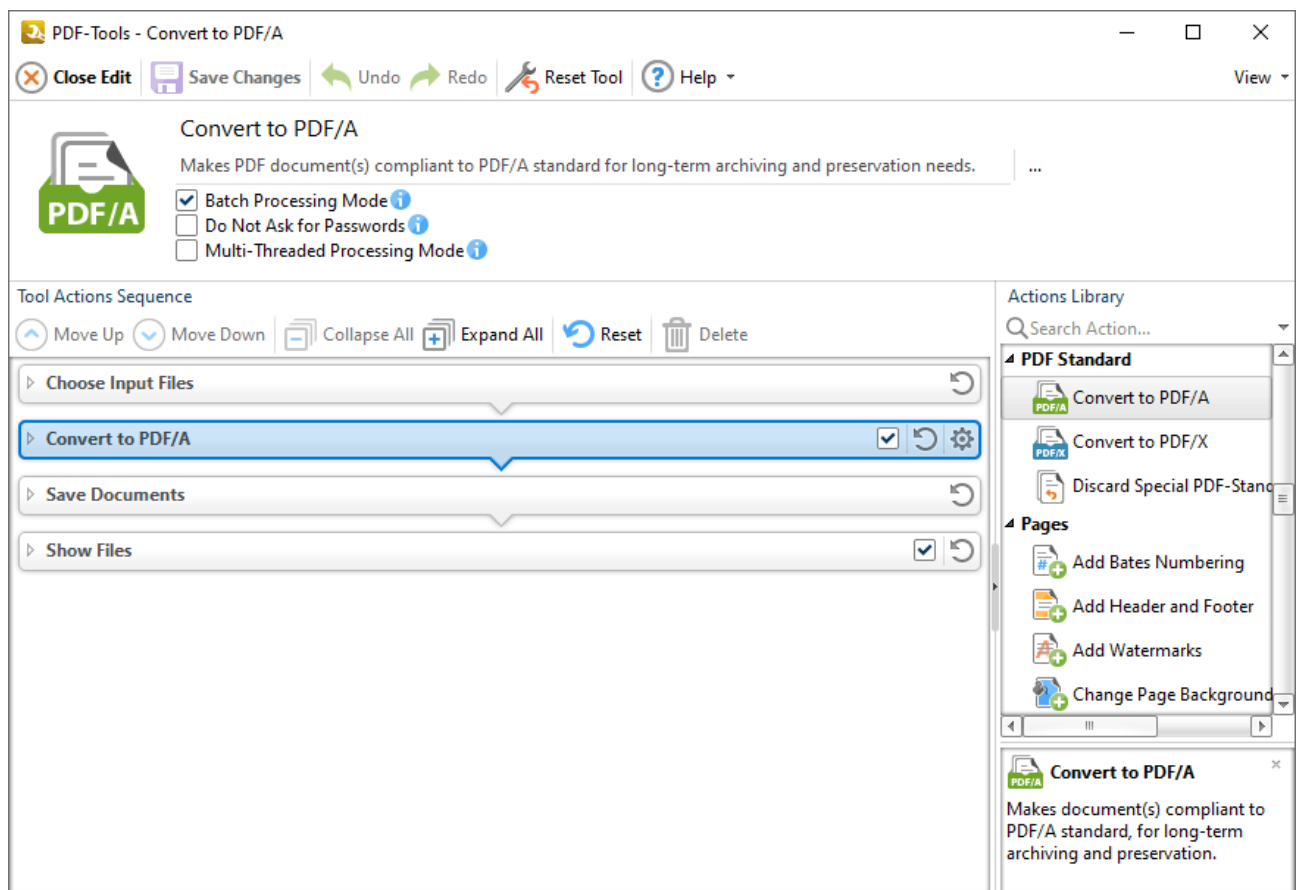 PDF-Tools - Convert to PDF/A
Close Edit Save Changes Undo Redo Reset Tool ? Help View
Convert to PDF/A
Makes PDF document(s) compliant to PDF/A standard for long-term archiving and preservation needs. ...
PDF/A
Batch Processing Mode i
Do Not Ask for Passwords i
Multi-Threaded Processing Mode i
Tool Actions Sequence
Move Up Move Down Collapse All Expand All Reset Delete
Choose Input Files
Convert to PDF/A
Save Documents
Show Files
Actions Library
Search Action...
PDF Standard
PDF/A Convert to PDF/A
PDF/X Convert to PDF/X
Discard Special PDF-Stand
Pages
# Add Bates Numbering
Add Header and Footer
A Add Watermarks
Change Page Background
PDF/A Convert to PDF/A
Makes document(s) compliant to
PDF/A standard, for long-term
archiving and preservation.